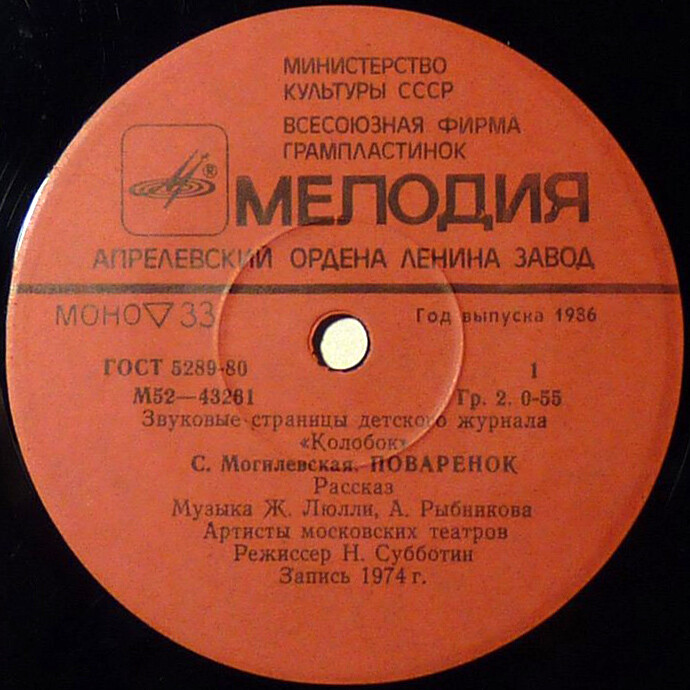 МИНИСТЕРСТВО
КУЛЬТУРЫ СССР
ВСЕСОЮЗНАЯ ФИРМА
ГРАМПЛАСТИНОК
®
МЕЛОДИЯ
АПРЕЛЕВСКИЙ ОРДЕНА ЛЕНИНА ЗАВОД
МОНО ▽ 33 Год выпуска 1986
ГОСТ 5289-80 1
М52—43261 Гр. 2. 0-55
Звуковые страницы детского журнала
«Колобок»
С. Могилевская. ПОВАРЕНОК
Рассказ
Музыка Ж. Люлли, А. Рыбникова
Артисты московских театров
Режиссер Н. Субботин
Запись 1974 г.